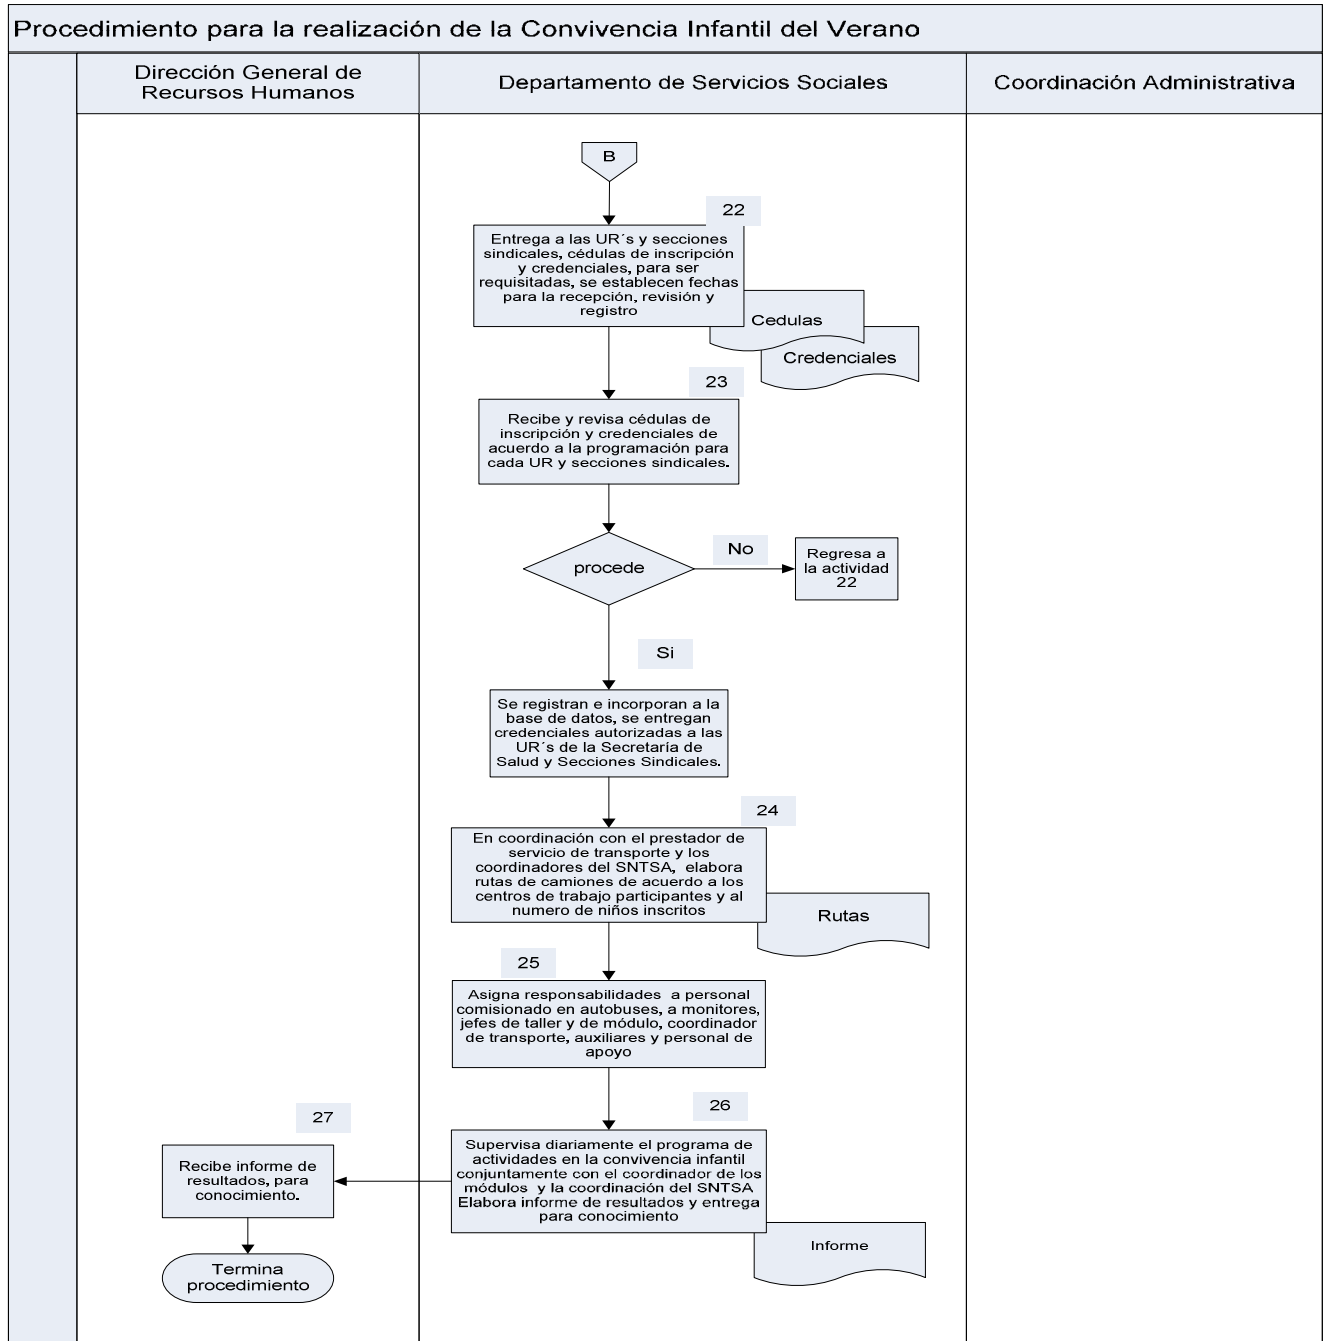 Procedimiento para la realización de la Convivencia Infantil del Verano
Dirección General de
Recursos Humanos
Departamento de Servicios Sociales
Coordinación Administrativa
B
22
Entrega a las UR´s y secciones
sindicales, cédulas de inscripción
y credenciales, para ser
requisitadas, se establecen fechas
para la recepción, revisión y
registro
Cedulas
Credenciales
23
Recibe y revisa cédulas de
inscripción y credenciales de
acuerdo a la programación para
cada UR y secciones sindicales.
procede
No
Regresa a
la actividad
22
Si
Se registran e incorporan a la
base de datos, se entregan
credenciales autorizadas a las
UR´s de la Secretaría de
Salud y Secciones Sindicales.
24
En coordinación con el prestador de
servicio de transporte y los
coordinadores del SNTSA, elabora
rutas de camiones de acuerdo a los
centros de trabajo participantes y al
numero de niños inscritos
Rutas
25
Asigna responsabilidades a personal
comisionado en autobuses, a monitores,
jefes de taller y de módulo, coordinador
de transporte, auxiliares y personal de
apoyo
26
Supervisa diariamente el programa de
actividades en la convivencia infantil
conjuntamente con el coordinador de los
módulos y la coordinación del SNTSA
Elabora informe de resultados y entrega
para conocimiento
Informe
27
Recibe informe de
resultados, para
conocimiento.
Termina
procedimiento